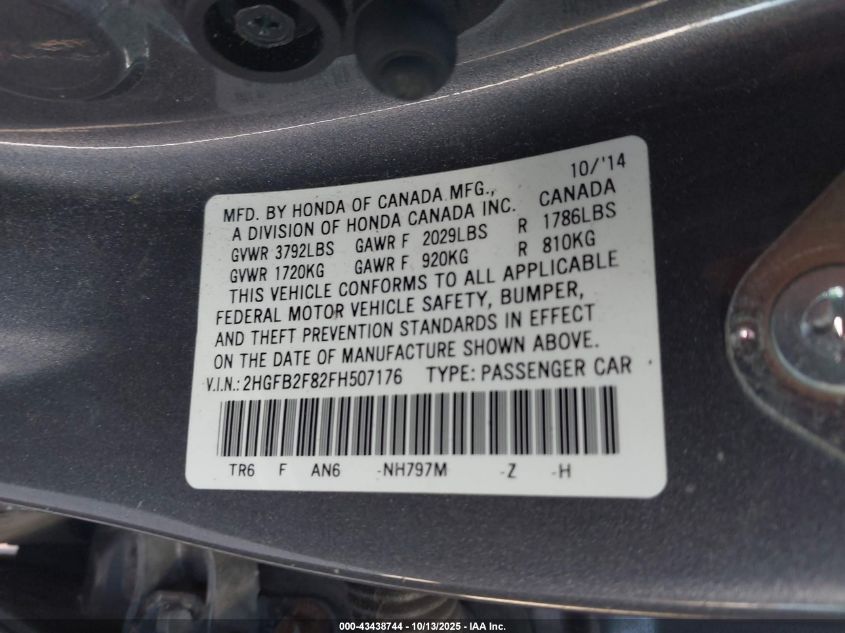 10/'14
MFD. BY HONDA OF CANADA MFG., CANADA
A DIVISION OF HONDA CANADA INC.
GVWR 3792LBS GAWR F 2029LBS R 1786LBS
GVWR 1720KG GAWR F 920KG R 810KG
THIS VEHICLE CONFORMS TO ALL APPLICABLE
FEDERAL MOTOR VEHICLE SAFETY, BUMPER,
AND THEFT PREVENTION STANDARDS IN EFFECT
ON THE DATE OF MANUFACTURE SHOWN ABOVE.
V.I.N.: 2HGFB2F82FH507176 TYPE: PASSENGER CAR
TR6 F AN6 -NH797M -Z -H
000-43438744 - 10/13/2025 - IAA Inc.